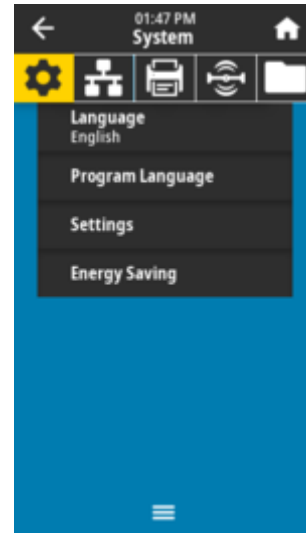 01:47 PM
System
Language
English
Program Language
Settings
Energy Saving